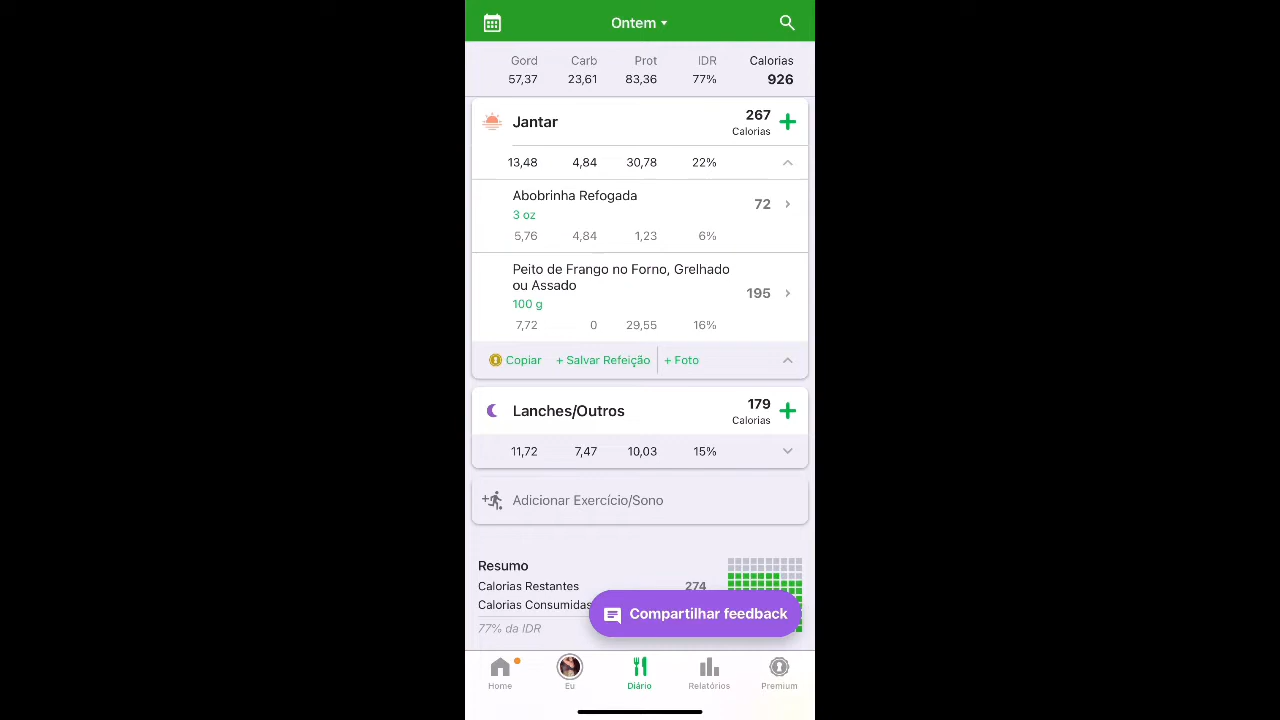 Ontem
Gord Carb Prot IDR Calorias
57,37 23,61 83,36 77% 926
Jantar 267
Calorias
13,48 4,84 30,78 22%
Abobrinha Refogada 72
3 oz
5,76 4,84 1,23 6%
Peito de Frango no Forno, Grelhado
ou Assado 195
100 g
7,72 0 29,55 16%
Copiar + Salvar Refeição + Foto
Lanches/Outros 179
Calorias
11,72 7,47 10,03 15%
Adicionar Exercício/Sono
Resumo
Calorias Restantes 274
Calorias Consumidas
Compartilhar feedback
77% da IDR
Home Eu Diário Relatórios Premium